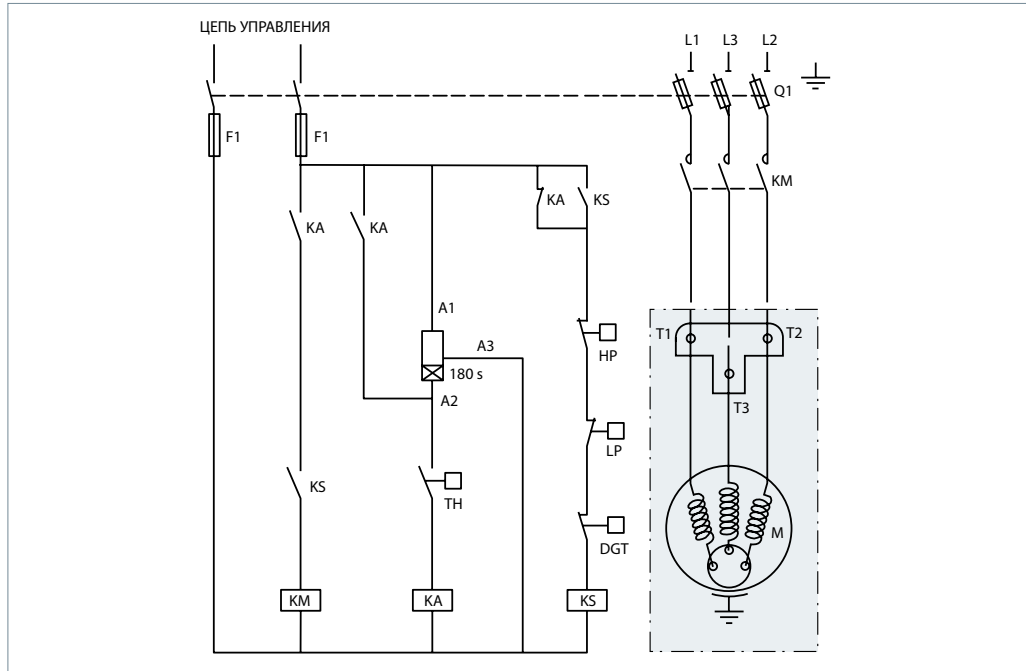 ЦЕПЬ УПРАВЛЕНИЯ
L1 L3 L2
Q1
F1 F1
KA KS
KM
KA KA
A1
A3
HP
180 s
A2
T1 T2
T3
LP
KS
TH
M
DGT
KM KA KS